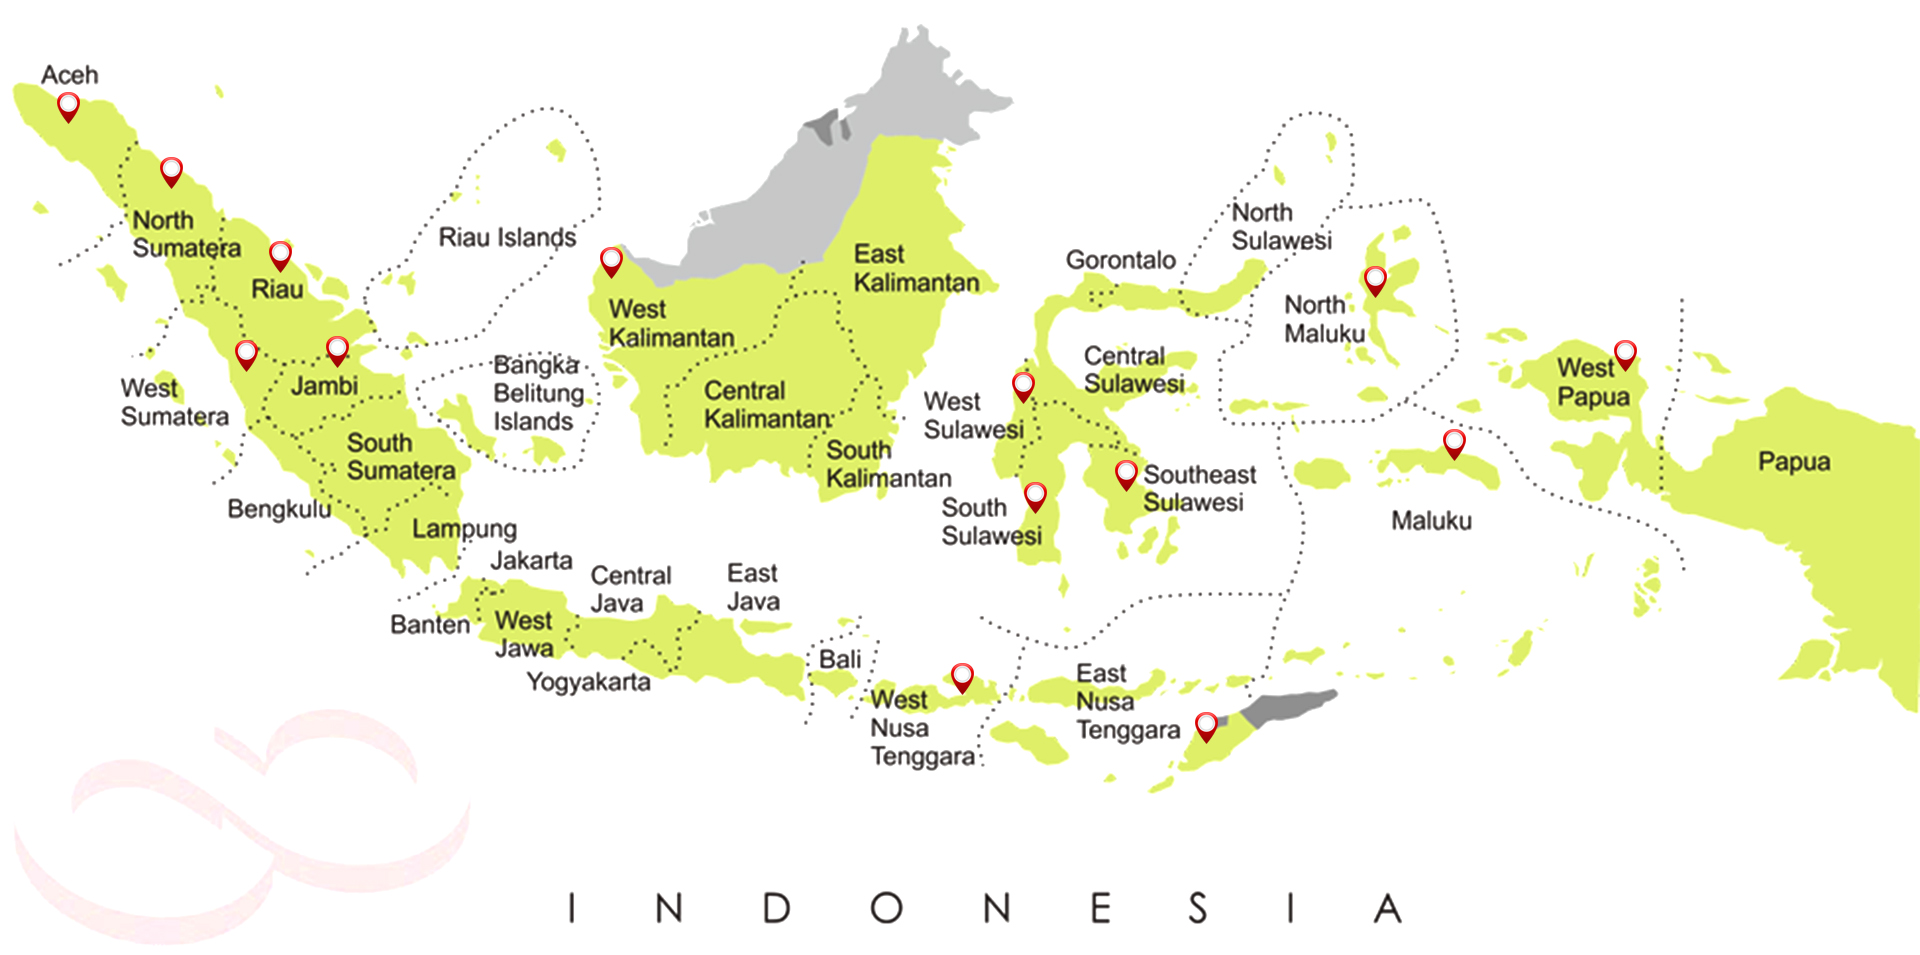 Aceh
North
Sumatera
Riau Islands
Riau
West
Sumatera
Jambi
Bangka
Belitung
Islands
South
Sumatera
Bengkulu
Lampung
Jakarta
Banten
West
Jawa
Central
Java
Yogyakarta
East
Java
Bali
West
Kalimantan
Central
Kalimantan
East
Kalimantan
South
Kalimantan
Gorontalo
North
Sulawesi
Central
Sulawesi
West
Sulawesi
South
Sulawesi
Southeast
Sulawesi
North
Maluku
Maluku
West
Papua
Papua
West
Nusa
Tenggara
East
Nusa
Tenggara
INDONESIA